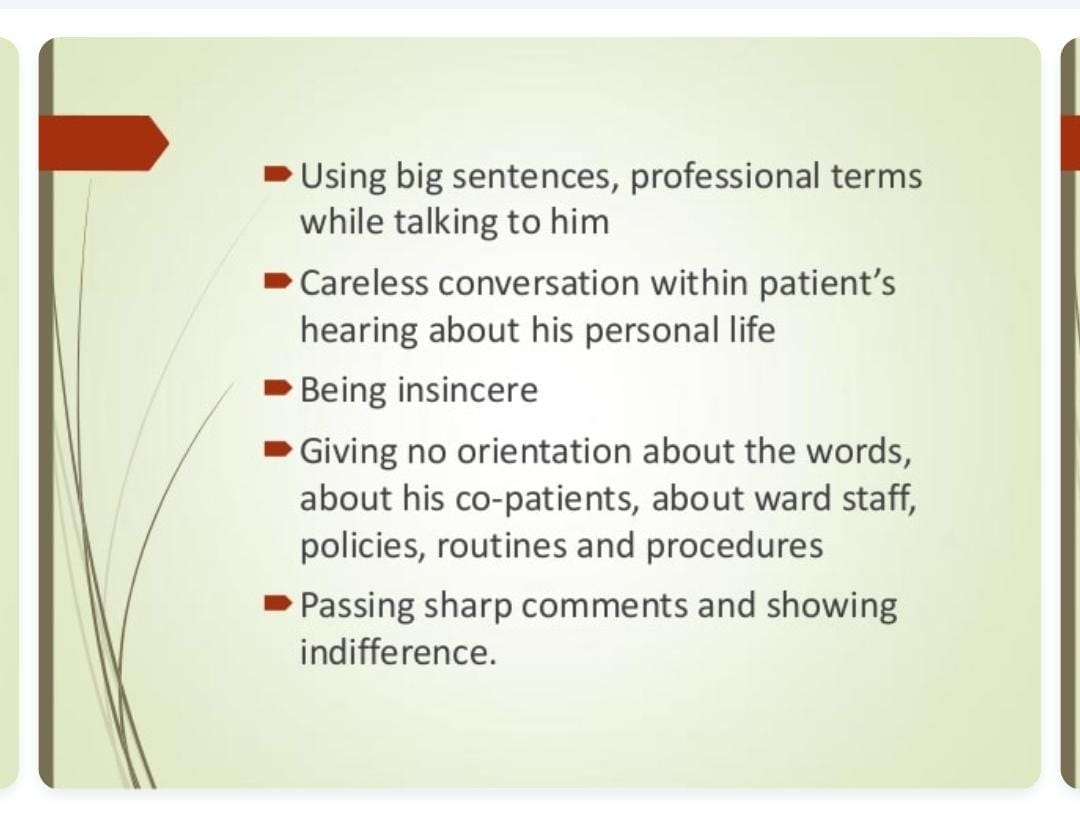 Using big sentences, professional terms
while talking to him
Careless conversation within patient’s
hearing about his personal life
Being insincere
Giving no orientation about the words,
about his co-patients, about ward staff,
policies, routines and procedures
Passing sharp comments and showing
indifference.